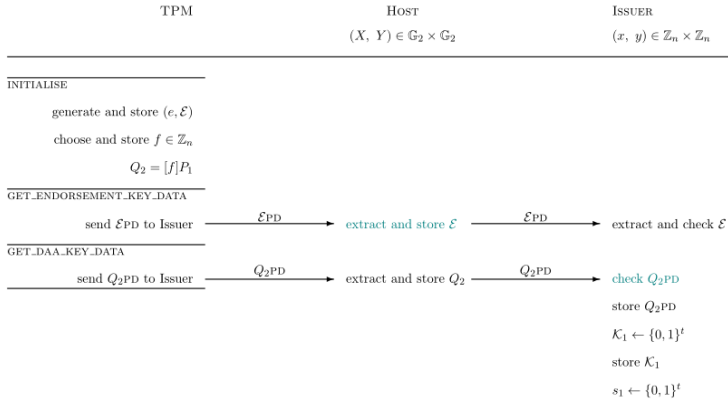 TPM HOST ISSUER
(X, Y) ∈ 𝔾₂ × 𝔾₂ (x, y) ∈ ℤₙ × ℤₙ
INITIALISE
generate and store (e, ℰ)
choose and store f ∈ ℤₙ
Q₂ = [f]P₁
GET_ENDORSEMENT_KEY_DATA
send ℰPD to Issuer ℰPD extract and store ℰ ℰPD extract and check ℰ
GET_DAA_KEY_DATA
send Q₂PD to Issuer Q₂PD extract and store Q₂ Q₂PD check Q₂PD
store Q₂PD
𝒦₁ ← {0, 1}ᵗ
store 𝒦₁
s₁ ← {0, 1}ᵗ